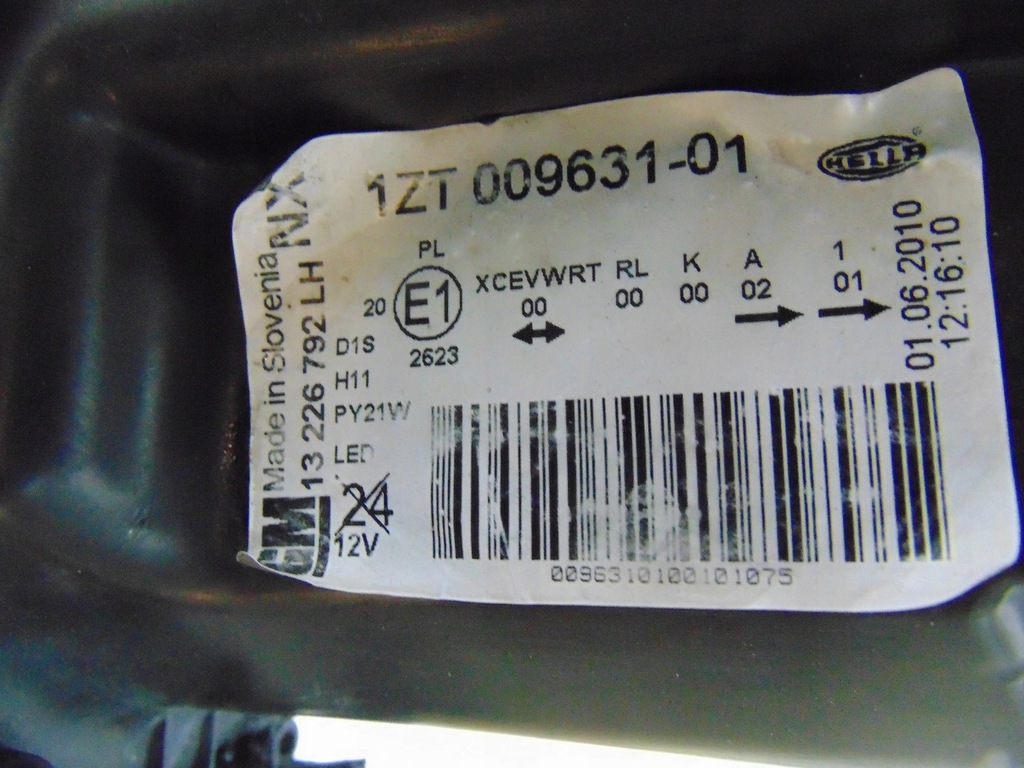 1ZT 009631-01
HELLA
®
Made in Slovenia
NX
GM
13 226 792 LH
01.06.2010
12:16:10
PL
20 E1
2623
XCEVWRT
00
RL
00
K
00
A
02
1
01
D1S
H11
PY21W
LED
24
12V
0096310100101075